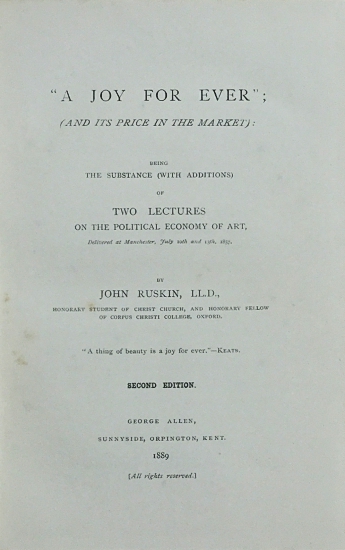 "A JOY FOR EVER";
(AND ITS PRICE IN THE MARKET):
BEING
THE SUBSTANCE (WITH ADDITIONS)
OF
TWO LECTURES
ON THE POLITICAL ECONOMY OF ART,
Delivered at Manchester, July 10th and 13th, 1857.
BY
JOHN RUSKIN, LL.D.,
HONORARY STUDENT OF CHRIST CHURCH, AND HONORARY FELLOW
OF CORPUS CHRISTI COLLEGE, OXFORD.
"A thing of beauty is a joy for ever."—KEATS.
SECOND EDITION.
GEORGE ALLEN,
SUNNYSIDE, ORPINGTON, KENT.
1889
[All rights reserved.]